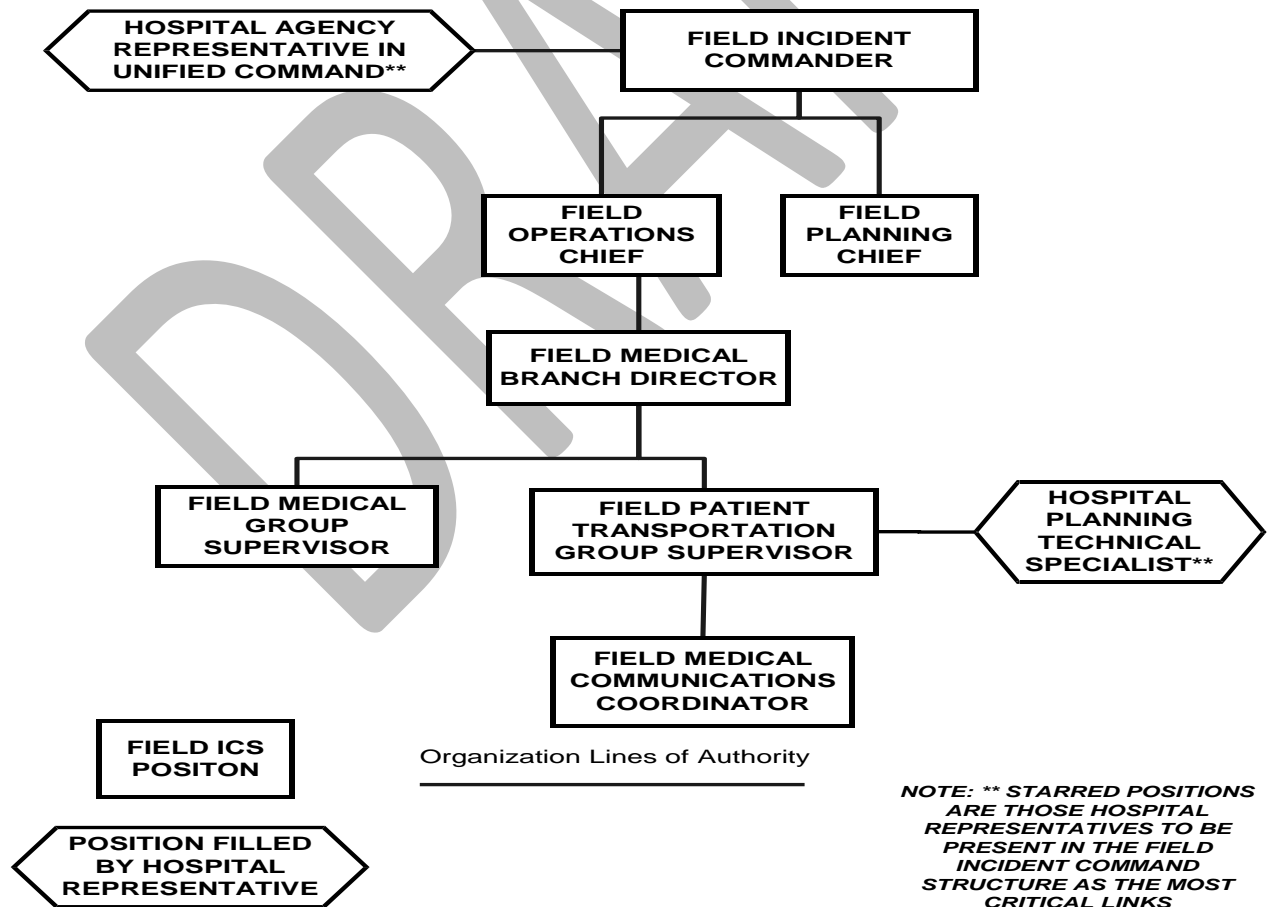 HOSPITAL AGENCY
REPRESENTATIVE IN
UNIFIED COMMAND**
FIELD INCIDENT
COMMANDER
FIELD
OPERATIONS
CHIEF
FIELD
PLANNING
CHIEF
FIELD MEDICAL
BRANCH DIRECTOR
FIELD MEDICAL
GROUP
SUPERVISOR
FIELD PATIENT
TRANSPORTATION
GROUP SUPERVISOR
HOSPITAL
PLANNING
TECHNICAL
SPECIALIST**
FIELD MEDICAL
COMMUNICATIONS
COORDINATOR
FIELD ICS
POSITON
Organization Lines of Authority
POSITION FILLED
BY HOSPITAL
REPRESENTATIVE
NOTE: ** STARRED POSITIONS
ARE THOSE HOSPITAL
REPRESENTATIVES TO BE
PRESENT IN THE FIELD
INCIDENT COMMAND
STRUCTURE AS THE MOST
CRITICAL LINKS